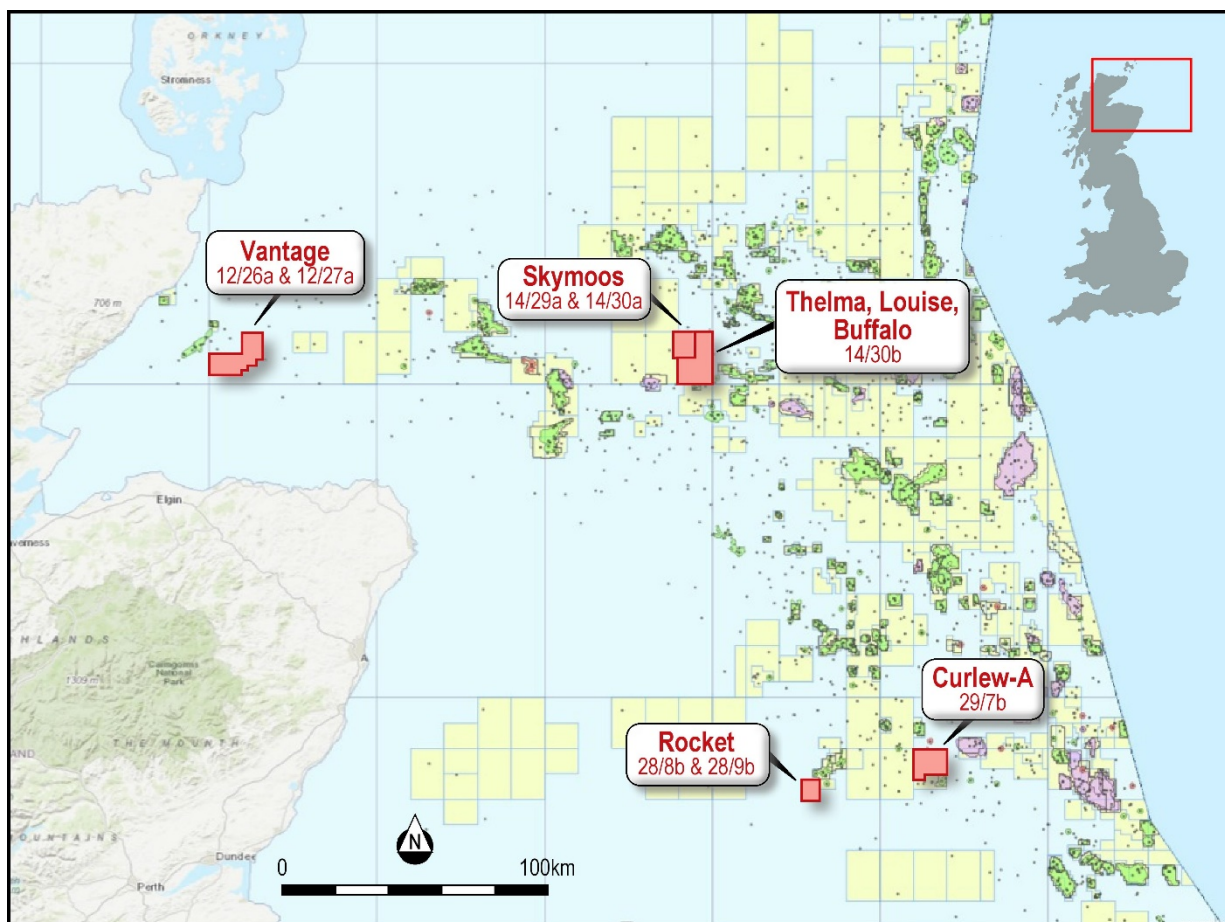 ORKNEY
Stromness
Vantage
12/26a & 12/27a
Skymoos
14/29a & 14/30a
Thelma, Louise,
Buffalo
14/30b
706 m
Elgin
verness
HLANDS
Cairngorms
National
Park
1309 m
A
THE MOUNTH
AND
Curlew-A
29/7b
Rocket
28/8b & 28/9b
OUNTAINS
N
Dundee
0
100km
Perth